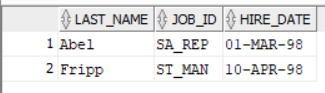 LAST_NAME JOB_ID HIRE_DATE
1 Abel SA_REP 01-MAR-98
2 Fripp ST_MAN 10-APR-98